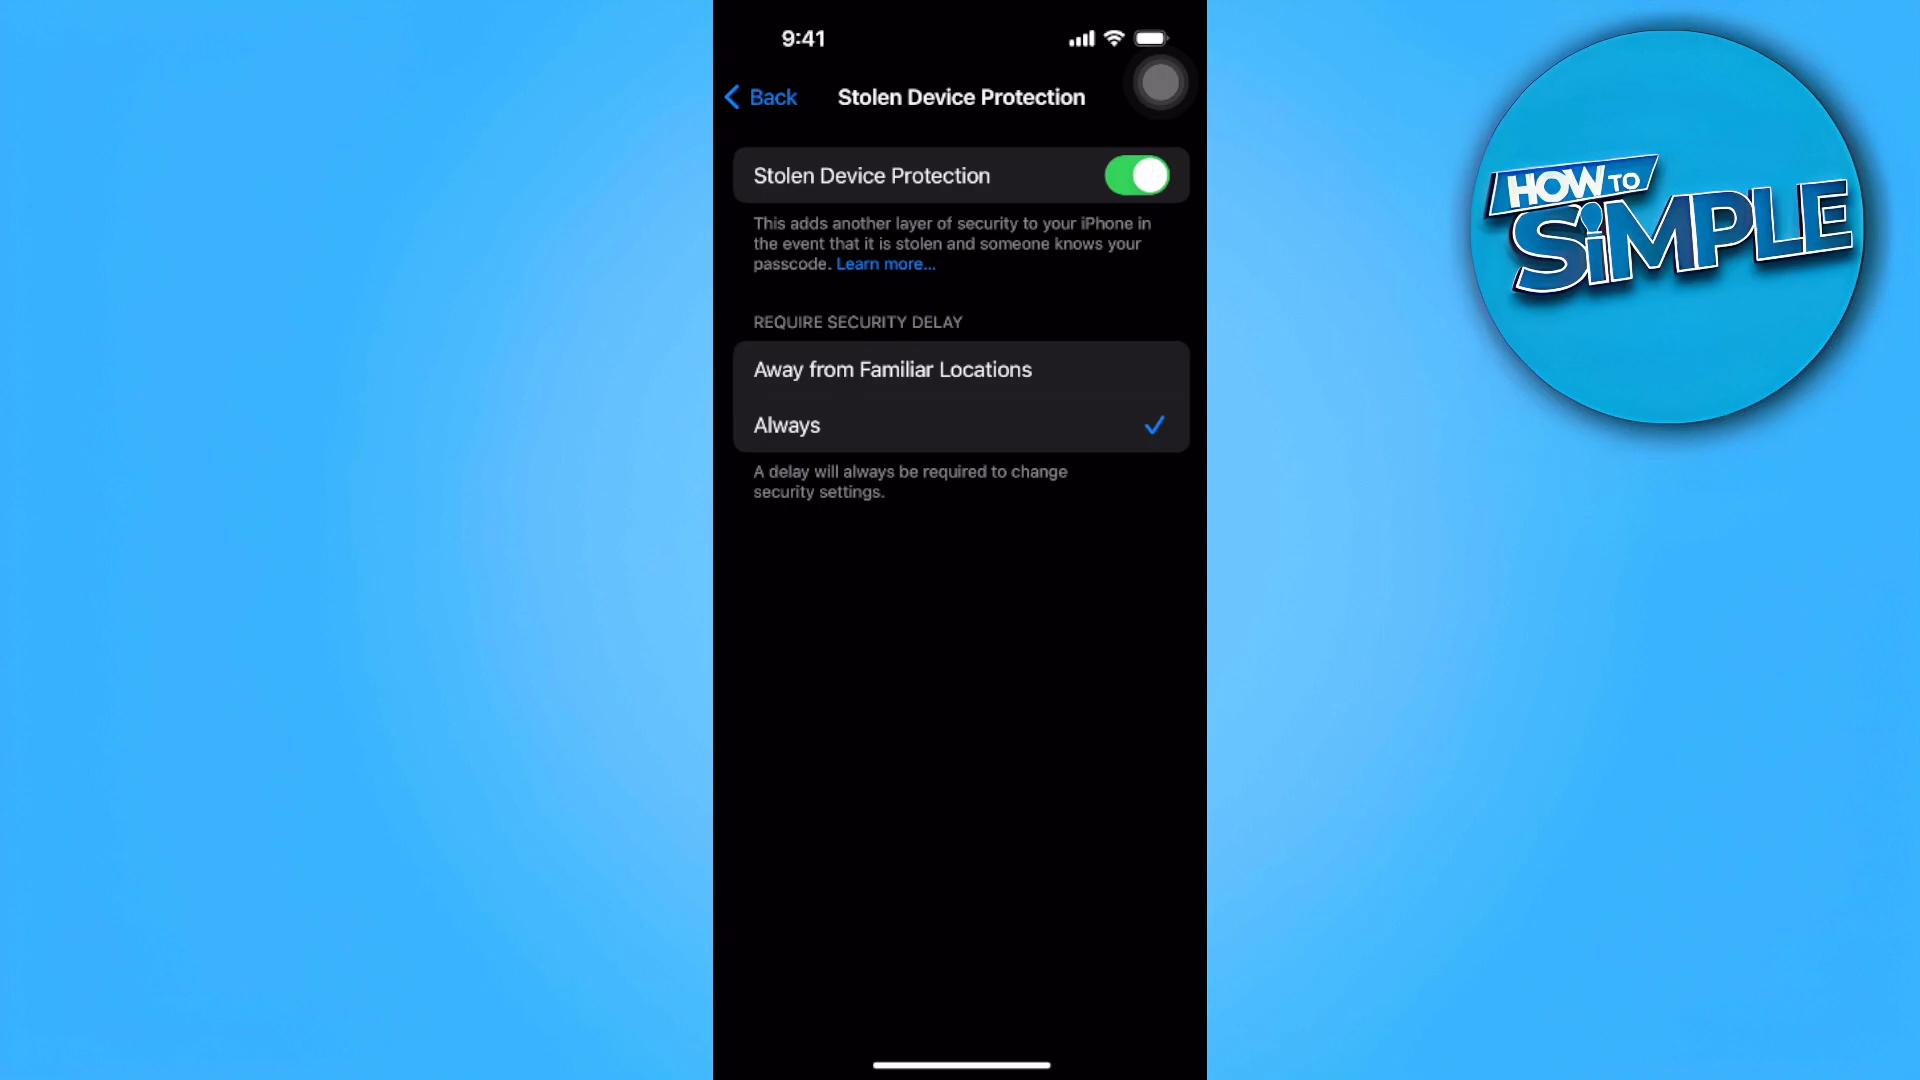 9:41
Back
Stolen Device Protection
Stolen Device Protection
This adds another layer of security to your iPhone in
the event that it is stolen and someone knows your
passcode. Learn more...
REQUIRE SECURITY DELAY
Away from Familiar Locations
Always
A delay will always be required to change
security settings.
HOW TO
SiMPLE